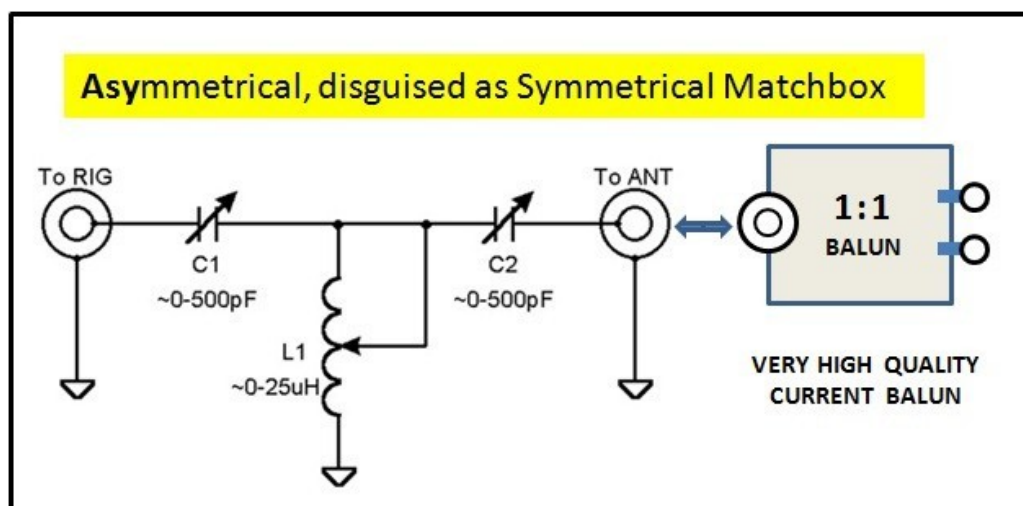 Asymmetrical, disguised as Symmetrical Matchbox
To RIG
To ANT
1:1
BALUN
C1
~0-500pF
C2
~0-500pF
L1
~0-25uH
VERY HIGH QUALITY
CURRENT BALUN